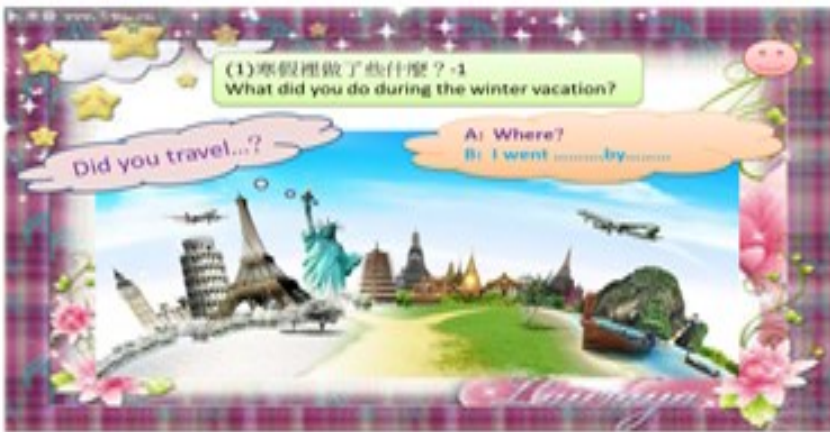 (1)寒假裡做了些什麼？-1
What did you do during the winter vacation?
Did you travel...?
A: Where?
B: I went ..........by.........